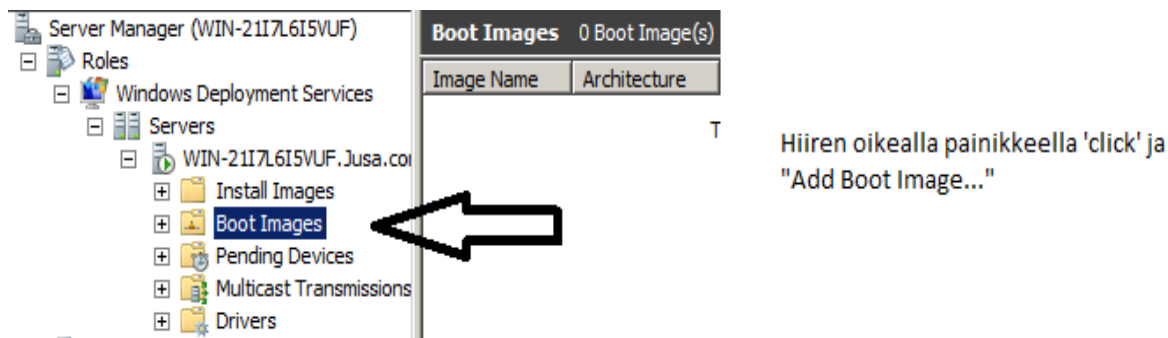 Server Manager (WIN-21I7L6I5VUF)
Roles
Windows Deployment Services
Servers
WIN-21I7L6I5VUF.Jusa.co
Install Images
Boot Images
Pending Devices
Multicast Transmissions
Drivers
Boot Images 0 Boot Image(s)
Image Name Architecture
T
Hiiren oikealla painikkeella 'click' ja
"Add Boot Image..."